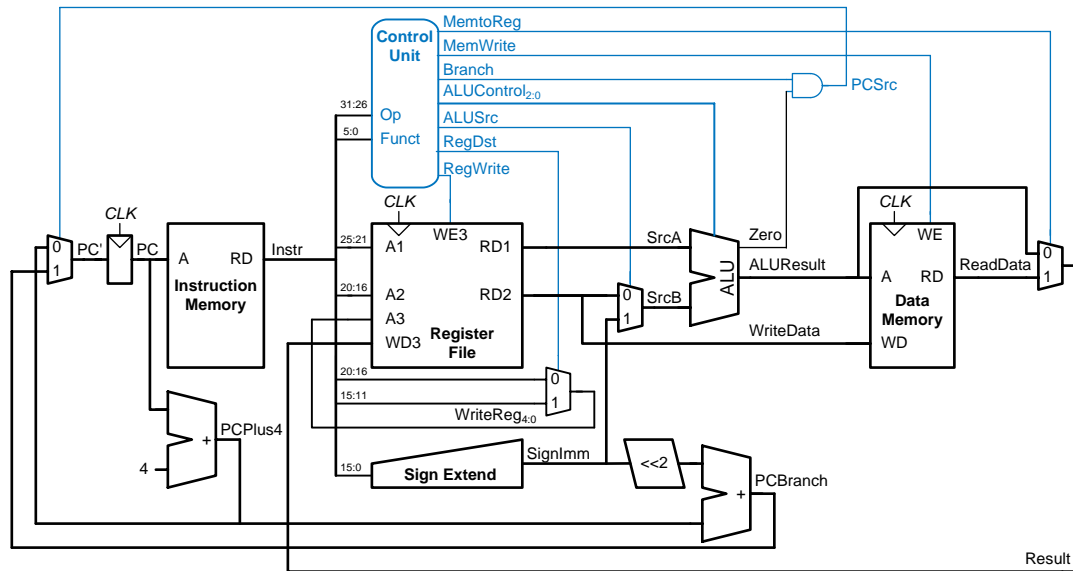 MemtoReg
Control
Unit
MemWrite
Branch
ALUControl2:0
PCSrc
31:26
Op
ALUSrc
5:0
Funct
RegDst
RegWrite
CLK
CLK
CLK
0
1
PC'
PC
A
RD
Instr
Instruction
Memory
25:21
A1
WE3
RD1
SrcA
Zero
WE
0
1
20:16
A2
RD2
0
1
SrcB
ALU
ALUResult
A
RD
ReadData
A3
Data
Memory
WD3
Register
File
WriteData
WD
20:16
0
15:11
1
WriteReg4:0
PCPlus4
+
4
15:0
Sign Extend
SignImm
<<2
+
PCBranch
Result